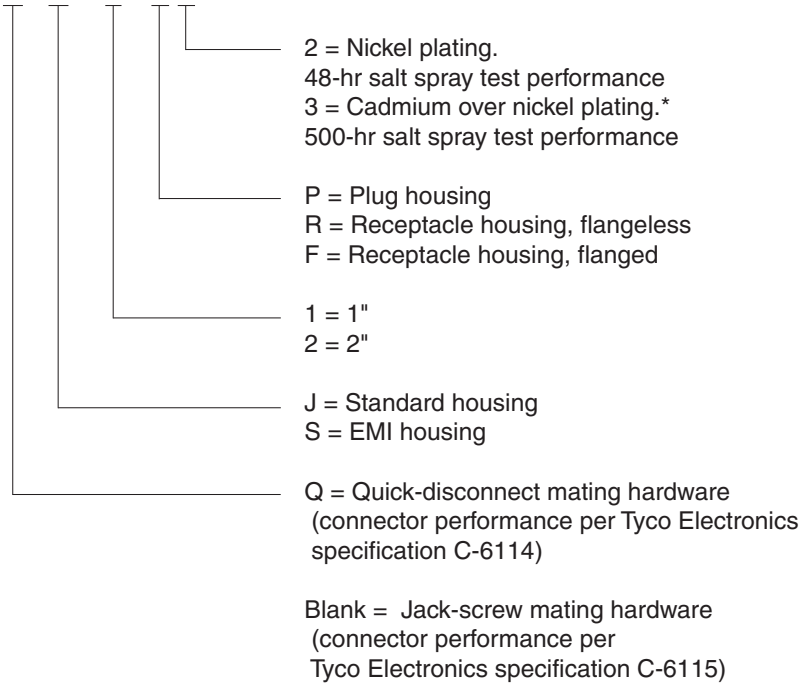 2 = Nickel plating.
48-hr salt spray test performance
3 = Cadmium over nickel plating.*
500-hr salt spray test performance
P = Plug housing
R = Receptacle housing, flangeless
F = Receptacle housing, flanged
1 = 1"
2 = 2"
J = Standard housing
S = EMI housing
Q = Quick-disconnect mating hardware
(connector performance per Tyco Electronics
specification C-6114)
Blank = Jack-screw mating hardware
(connector performance per
Tyco Electronics specification C-6115)